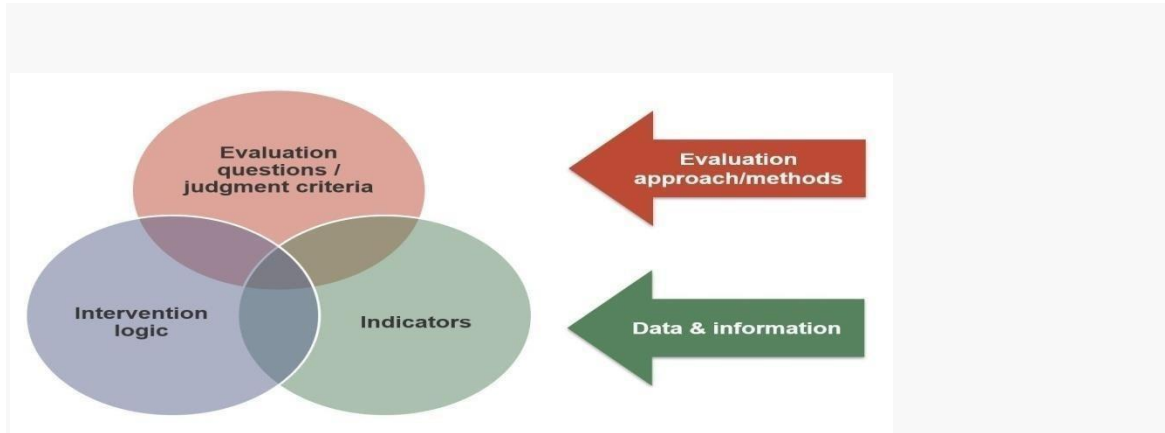 Evaluation
questions /
judgment criteria
Evaluation
approach/methods
Intervention
logic
Indicators
Data & information